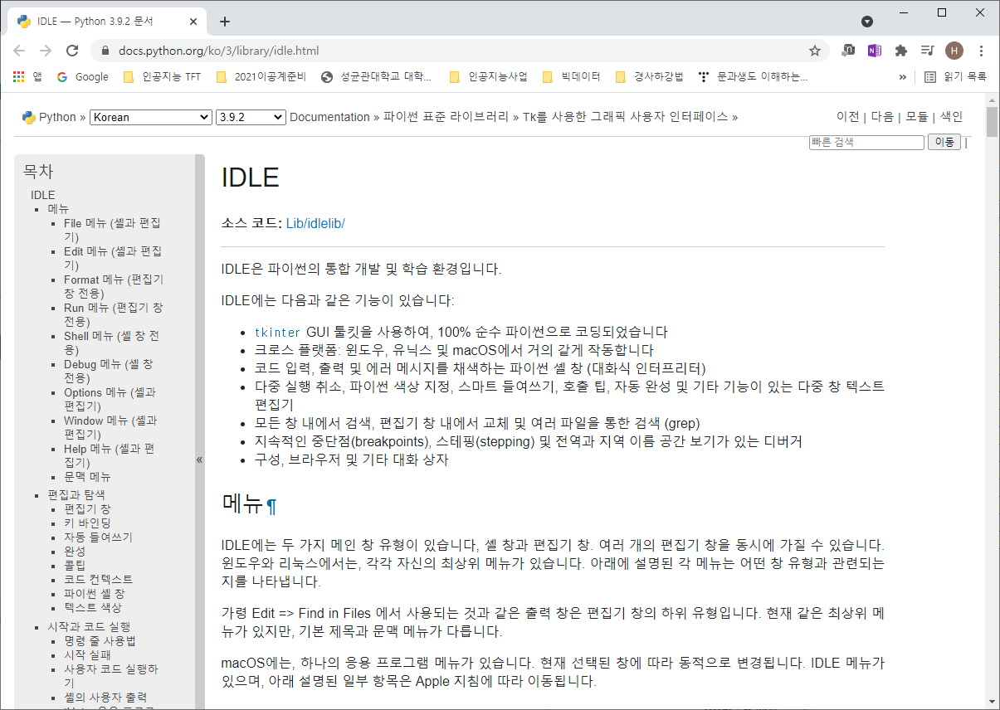 IDLE — Python 3.9.2 문서
docs.python.org/ko/3/library/idle.html
H
앱
Google
인공지능 TFT
2021이공계준비
성균관대학교 대학...
인공지능사업
빅데이터
경사하강법
문과생도 이해하는...
»
읽기 목록
Python » Korean 3.9.2 Documentation » 파이썬 표준 라이브러리 » Tk를 사용한 그래픽 사용자 인터페이스 »
이전 | 다음 | 모듈 | 색인
빠른 검색 이동 |
목차
IDLE
메뉴
File 메뉴 (셸과 편집
기)
Edit 메뉴 (셸과 편집
기)
Format 메뉴 (편집기
창 전용)
Run 메뉴 (편집기 창
전용)
Shell 메뉴 (셸 창 전
용)
Debug 메뉴 (셸 창
전용)
Options 메뉴 (셸과
편집기)
Window 메뉴 (셸과
편집기)
Help 메뉴 (셸과 편
집기)
문맥 메뉴
편집과 탐색
편집기 창
키 바인딩
자동 들여쓰기
완성
콜팁
코드 컨텍스트
파이썬 셸 창
텍스트 색상
시작과 코드 실행
명령 줄 사용법
시작 실패
사용자 코드 실행하
기
셸의 사용자 출력
«
IDLE
소스 코드: Lib/idlelib/
IDLE은 파이썬의 통합 개발 및 학습 환경입니다.
IDLE에는 다음과 같은 기능이 있습니다:
tkinter GUI 툴킷을 사용하여, 100% 순수 파이썬으로 코딩되었습니다
크로스 플랫폼: 윈도우, 유닉스 및 macOS에서 거의 같게 작동합니다
코드 입력, 출력 및 에러 메시지를 채색하는 파이썬 셸 창 (대화식 인터프리터)
다중 실행 취소, 파이썬 색상 지정, 스마트 들여쓰기, 호출 팁, 자동 완성 및 기타 기능이 있는 다중 창 텍스트
편집기
모든 창 내에서 검색, 편집기 창 내에서 교체 및 여러 파일을 통한 검색 (grep)
지속적인 중단점(breakpoints), 스테핑(stepping) 및 전역과 지역 이름 공간 보기가 있는 디버거
구성, 브라우저 및 기타 대화 상자
메뉴¶
IDLE에는 두 가지 메인 창 유형이 있습니다, 셸 창과 편집기 창. 여러 개의 편집기 창을 동시에 가질 수 있습니다.
윈도우와 리눅스에서는, 각각 자신의 최상위 메뉴가 있습니다. 아래에 설명된 각 메뉴는 어떤 창 유형과 관련되는
지를 나타냅니다.
가령 Edit => Find in Files 에서 사용되는 것과 같은 출력 창은 편집기 창의 하위 유형입니다. 현재 같은 최상위 메
뉴가 있지만, 기본 제목과 문맥 메뉴가 다릅니다.
macOS에는, 하나의 응용 프로그램 메뉴가 있습니다. 현재 선택된 창에 따라 동적으로 변경됩니다. IDLE 메뉴가
있으며, 아래 설명된 일부 항목은 Apple 지침에 따라 이동됩니다.